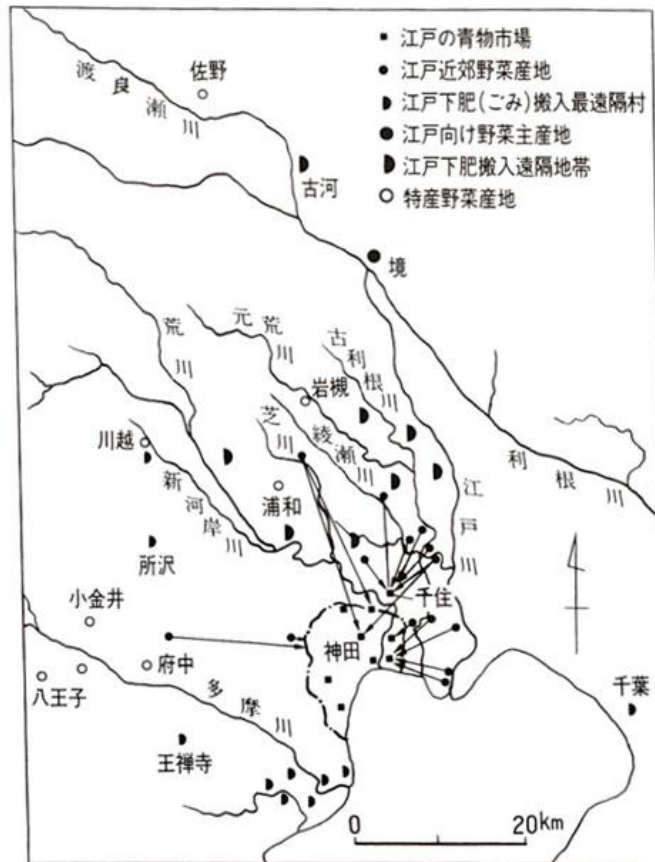 江戸の青物市場
江戸近郊野菜産地
江戸下肥(ごみ)搬入最遠隔村
江戸向け野菜主産地
江戸下肥搬入遠隔地帯
特産野菜産地
渡良瀬川
佐野
古河
境
荒川
元荒川
古利根川
岩槻
川越
芝川
綾瀬川
新河岸川
浦和
江戸川
利根川
所沢
千住
小金井
神田
府中
八王子
多摩川
千葉
王禅寺
0 20km